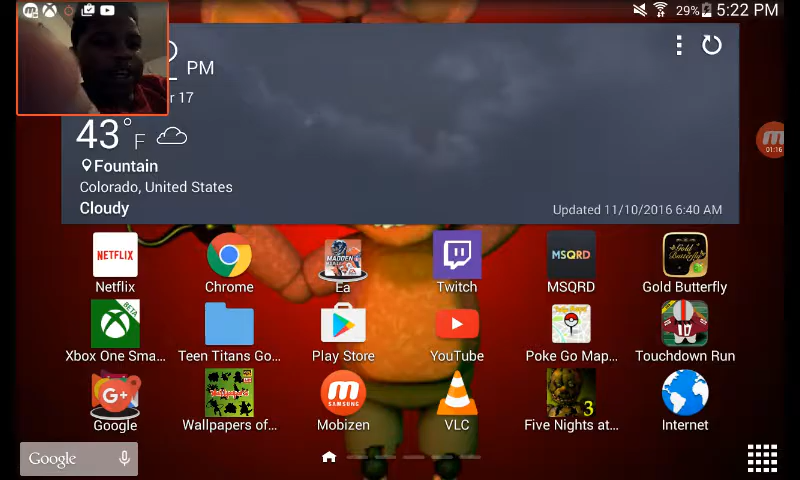 29% 5:22 PM
PM
r 17
43°F
Fountain
Colorado, United States
Cloudy
Updated 11/10/2016 6:40 AM
01:16
NETFLIX
MADDEN
MSQRD
Gold Butterfly
Netflix
Chrome
Ea
Twitch
MSQRD
Gold Butterfly
BETA
Xbox One Sma...
Teen Titans Go...
Play Store
YouTube
Poke Go Map...
Touchdown Run
G+
Wallpapers
SAMSUNG
3
Google
Wallpapers of...
Mobizen
VLC
Five Nights at...
Internet
Google